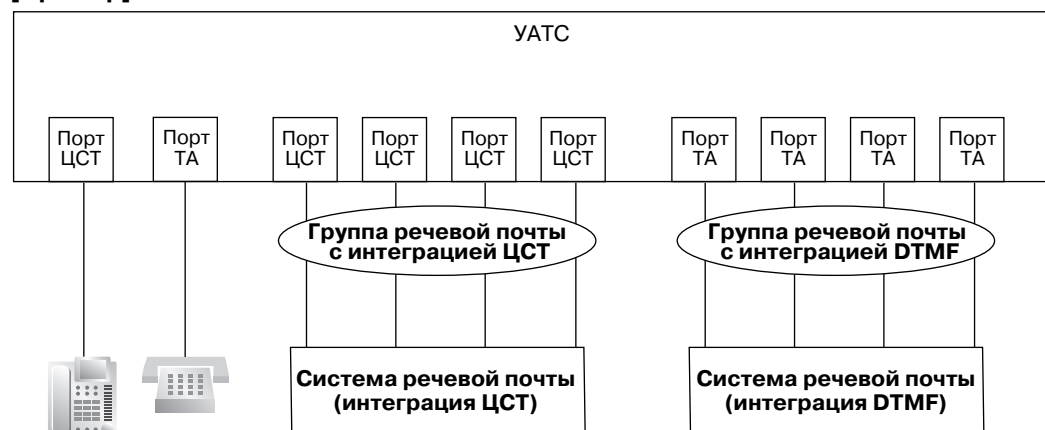 УАТС
Порт ЦСТ
Порт ТА
Порт ЦСТ
Порт ЦСТ
Порт ЦСТ
Порт ЦСТ
Порт ТА
Порт ТА
Порт ТА
Порт ТА
Группа речевой почты
с интеграцией ЦСТ
Группа речевой почты
с интеграцией DTMF
Система речевой почты
(интеграция ЦСТ)
Система речевой почты
(интеграция DTMF)